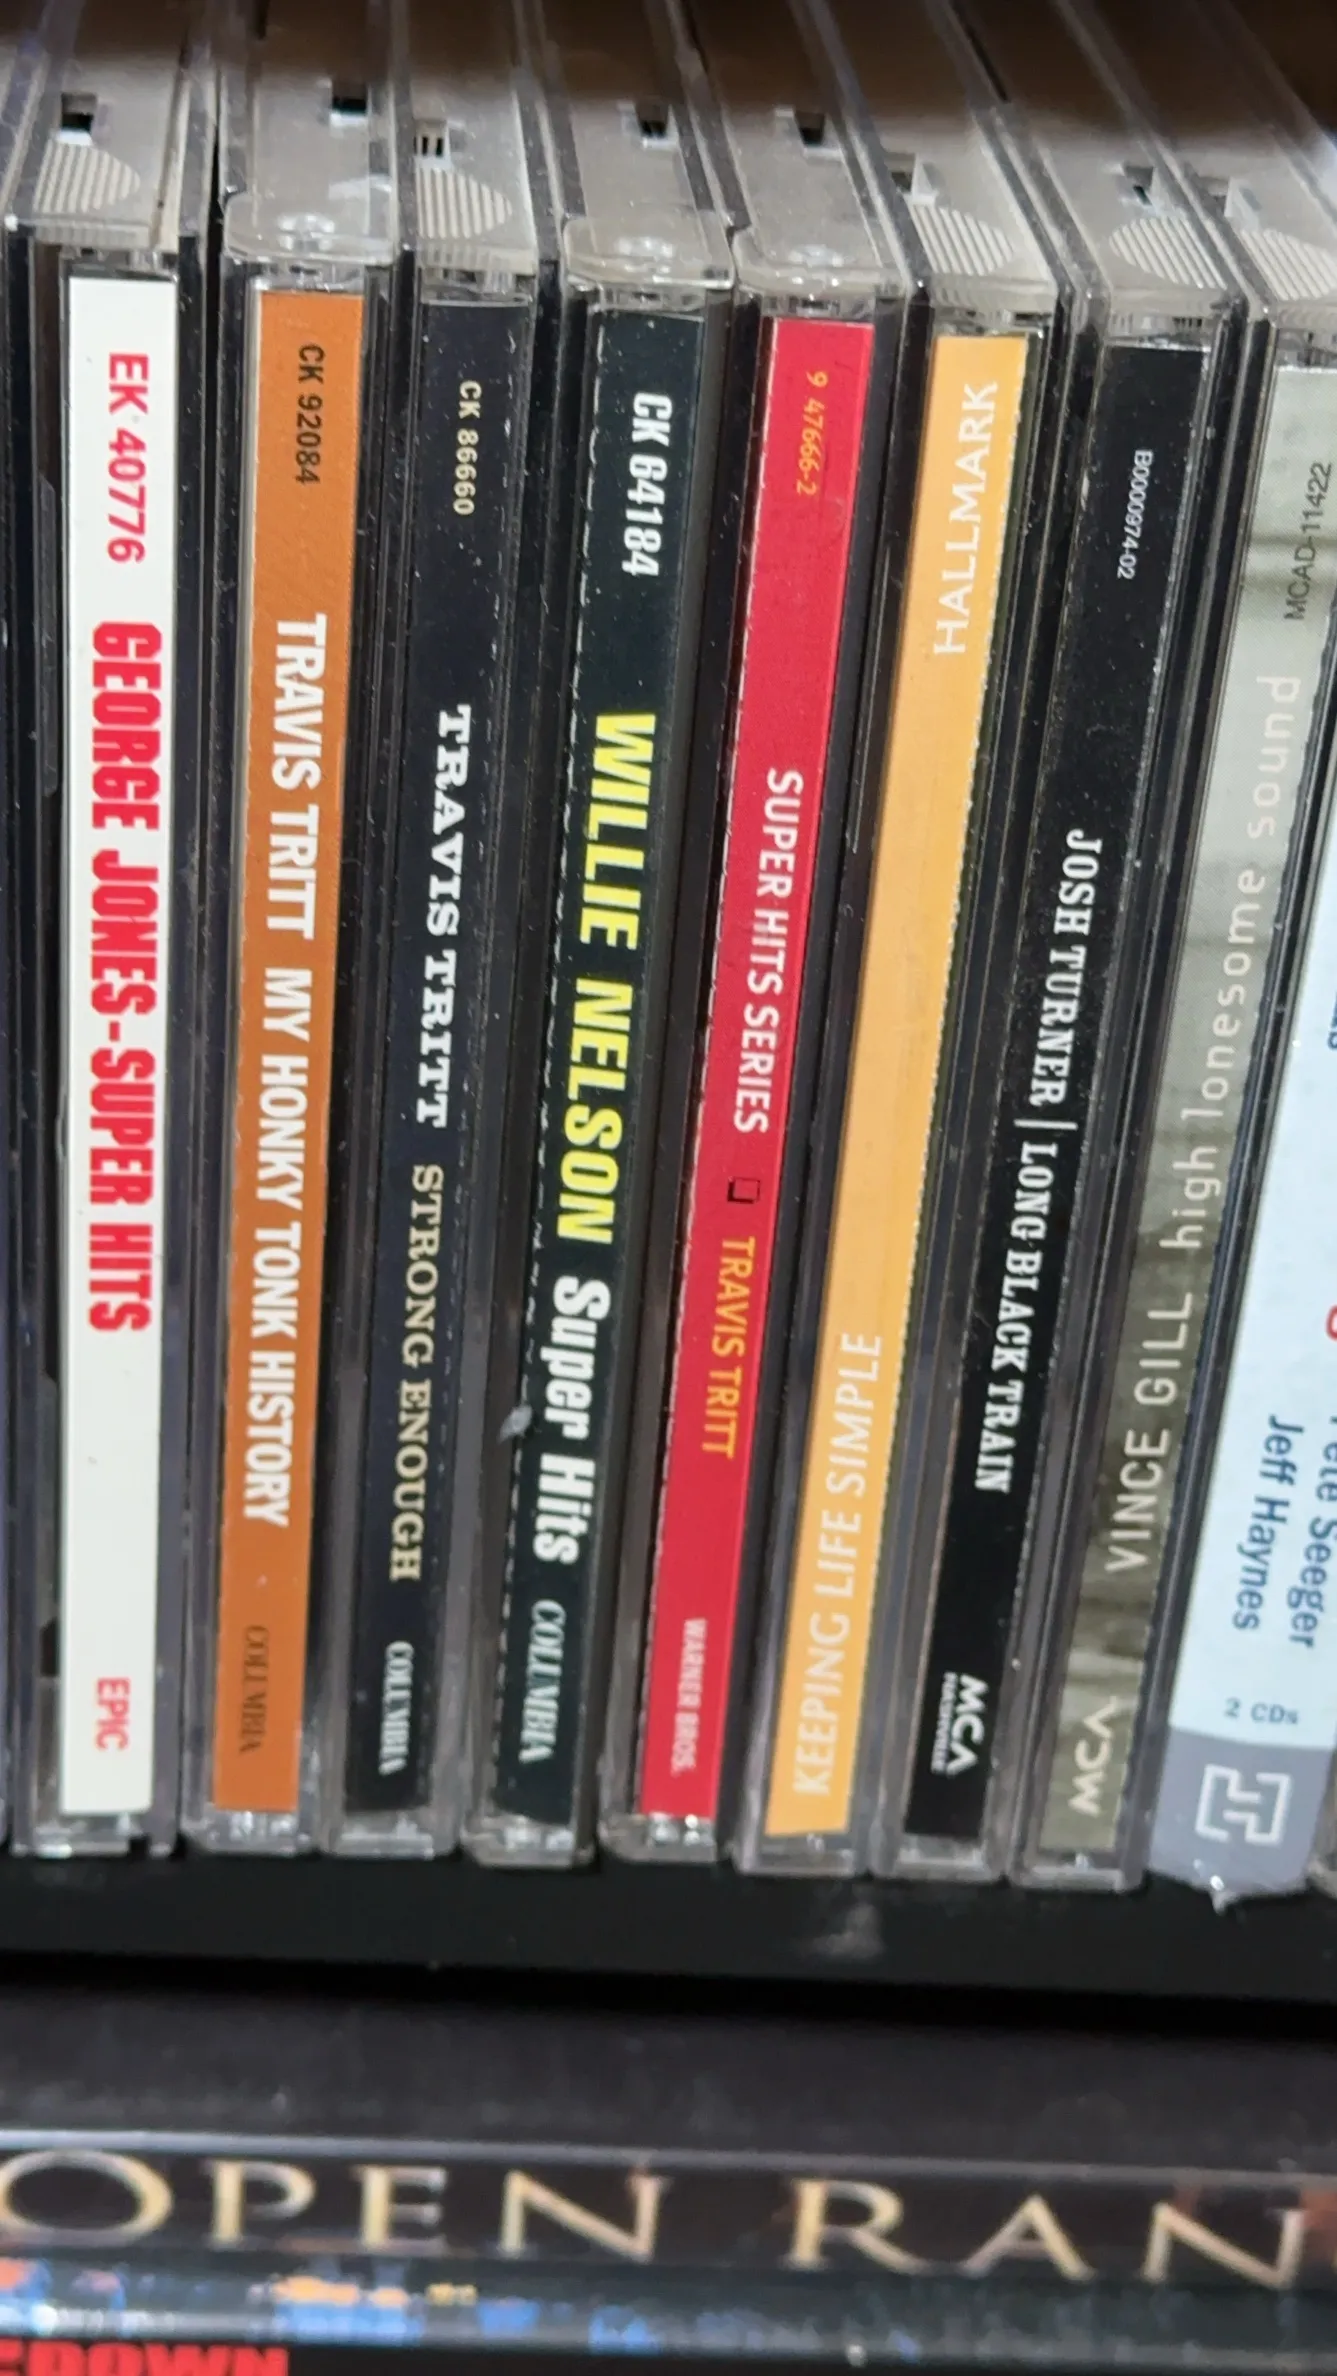 EK 40776 GEORGE JONES-SUPER HITS EPIC
CK 92084 TRAVIS TRITT MY HONKY TONK HISTORY COLUMBIA
CK 86660 TRAVIS TRITT STRONG ENOUGH COLUMBIA
CK 64184 WILLIE NELSON Super Hits COLUMBIA
9 47666-2 SUPER HITS SERIES TRAVIS TRITT WARNER BROS.
KEEPING LIFE SIMPLE HALLMARK
B0000974-02 JOSH TURNER | LONG BLACK TRAIN MCA NASHVILLE
MCA VINCE GILL high lonesome sound MCAD-11422
Pete Seeger
Jeff Haynes
2 CDs
OPEN RAN